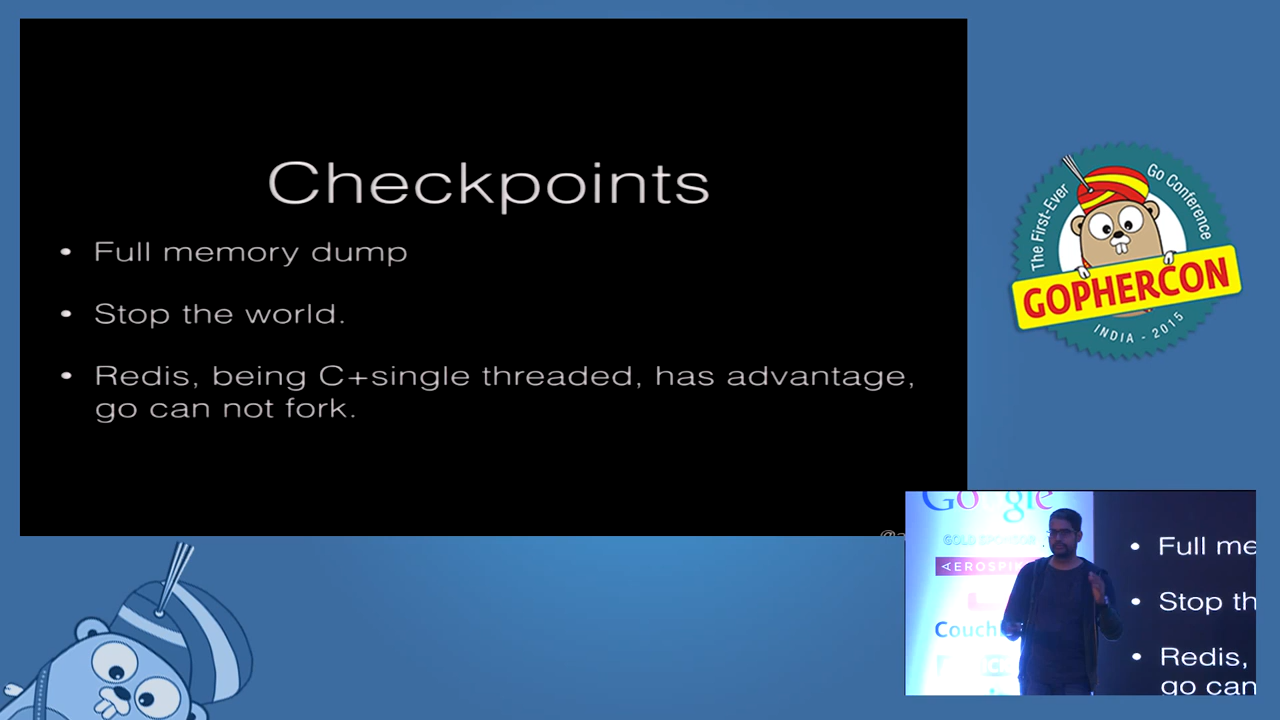 Checkpoints
• Full memory dump
• Stop the world.
• Redis, being C+single threaded, has advantage,
go can not fork.
The First-Ever
Go Conference
GOPHERCON
INDIA - 2015
Google
GOLD SPONSOR
AEROSPIK
Couch
• Full me
• Stop th
• Redis,
go can